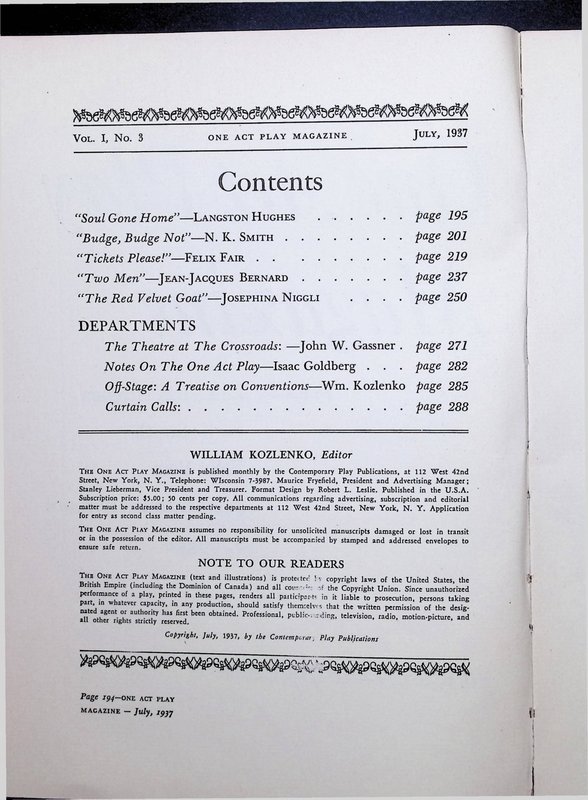 VOL. I, No. 3 ONE ACT PLAY MAGAZINE JULY, 1937
Contents
"Soul Gone Home"—LANGSTON HUGHES . . . . . . page 195
"Budge, Budge Not"—N. K. SMITH . . . . . . . . page 201
"Tickets Please!"—FELIX FAIR . . . . . . . . . page 219
"Two Men"—JEAN-JACQUES BERNARD . . . . . . . page 237
"The Red Velvet Goat"—JOSEPHINA NIGGLI . . . . page 250
DEPARTMENTS
The Theatre at The Crossroads: —John W. Gassner . page 271
Notes On The One Act Play—Isaac Goldberg . . . page 282
Off-Stage: A Treatise on Conventions—Wm. Kozlenko page 285
Curtain Calls: . . . . . . . . . . . . . . . page 288
WILLIAM KOZLENKO, Editor
THE ONE ACT PLAY MAGAZINE is published monthly by the Contemporary Play Publications, at 112 West 42nd
Street, New York, N. Y., Telephone: WIsconsin 7-3987. Maurice Fryefield, President and Advertising Manager;
Stanley Lieberman, Vice President and Treasurer. Format Design by Robert L. Leslie. Published in the U.S.A.
Subscription price: $5.00; 50 cents per copy. All communications regarding advertising, subscription and editorial
matter must be addressed to the respective departments at 112 West 42nd Street, New York, N. Y. Application
for entry as second class matter pending.
THE ONE ACT PLAY MAGAZINE assumes no responsibility for unsolicited manuscripts damaged or lost in transit
or in the possession of the editor. All manuscripts must be accompanied by stamped and addressed envelopes to
ensure safe return.
NOTE TO OUR READERS
THE ONE ACT PLAY MAGAZINE (text and illustrations) is protected by copyright laws of the United States, the
British Empire (including the Dominion of Canada) and all countries of the Copyright Union. Since unauthorized
performance of a play, printed in these pages, renders all participants in it liable to prosecution, persons taking
part, in whatever capacity, in any production, should satisfy themselves that the written permission of the desig-
nated agent or authority has first been obtained. Professional, public-reading, television, radio, motion-picture, and
all other rights strictly reserved.
Copyright, July, 1937, by the Contemporary Play Publications
Page 194—ONE ACT PLAY
MAGAZINE — July, 1937